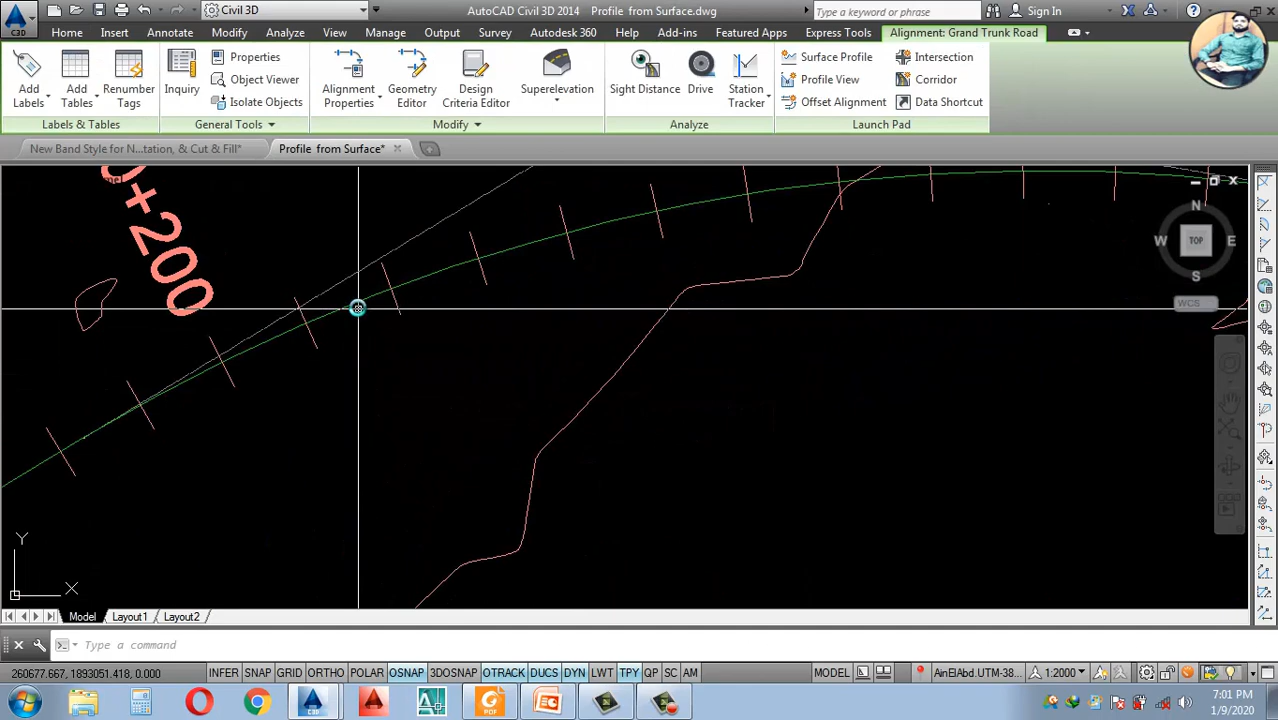 Civil 3D
AutoCAD Civil 3D 2014 Profile from Surface.dwg
Type a keyword or phrase
Sign In
C3D
Home Insert Annotate Modify Analyze View Manage Output Survey Autodesk 360 Help Add-ins Featured Apps Express Tools Alignment: Grand Trunk Road
Add Labels
Add Tables
Renumber Tags
Inquiry
Properties
Object Viewer
Isolate Objects
Alignment Properties
Geometry Editor
Design Criteria Editor
Superelevation
Sight Distance
Drive
Station Tracker
Surface Profile
Profile View
Offset Alignment
Intersection
Corridor
Data Shortcut
Labels & Tables
General Tools
Modify
Analyze
Launch Pad
New Band Style for N...tation, & Cut & Fill*
Profile from Surface*
+200
N
W TOP E
S
WCS
Y
X
Model Layout1 Layout2
Type a command
260677.667, 1893051.418, 0.000
INFER SNAP GRID ORTHO POLAR OSNAP 3DOSNAP OTRACK DUCS DYN LWT TPY QP SC AM
MODEL
AinElAbd.UTM-38...
1:2000
PDF
7:01 PM
1/9/2020